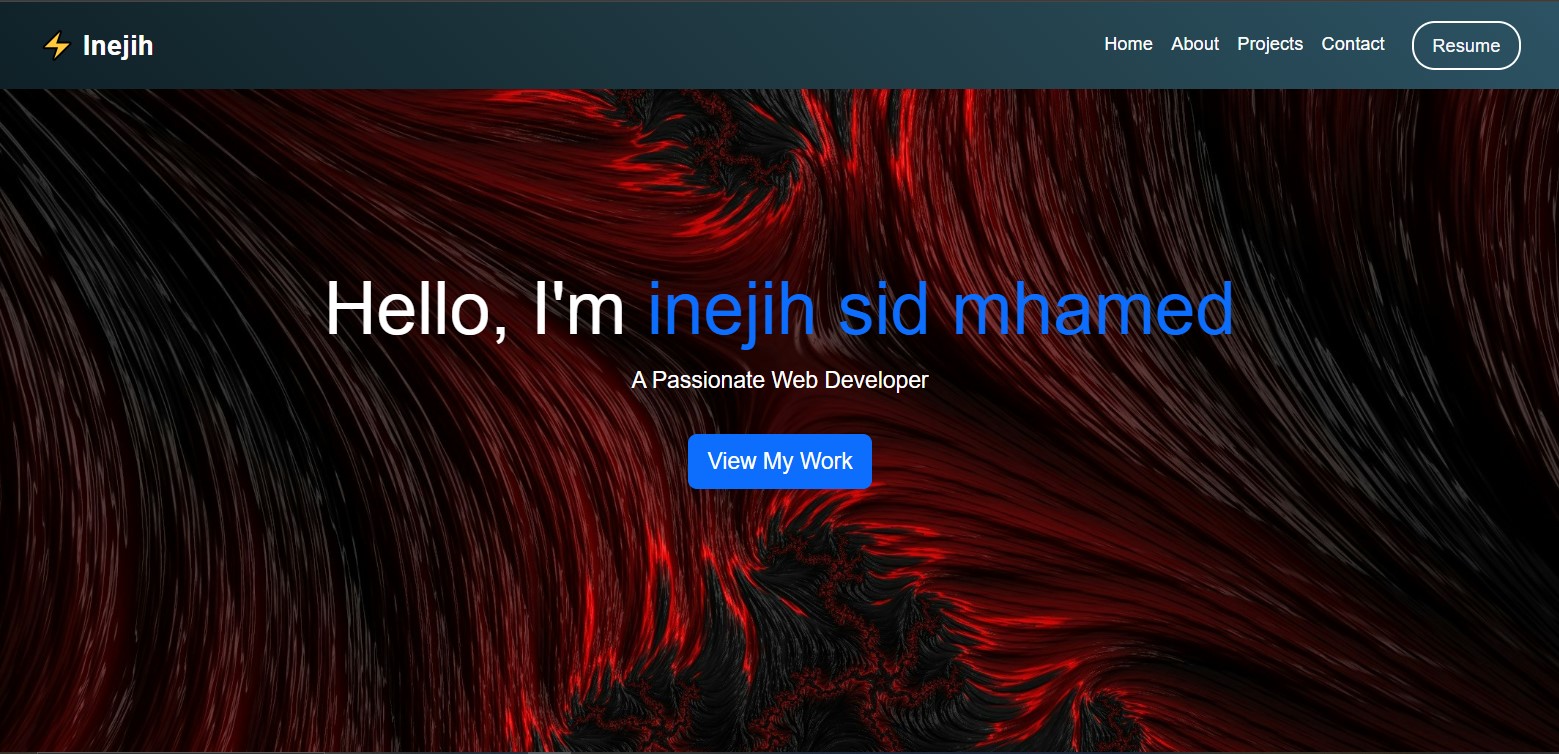 ⚡ Inejih
Home About Projects Contact Resume
Hello, I'm inejih sid mhamed
A Passionate Web Developer
View My Work